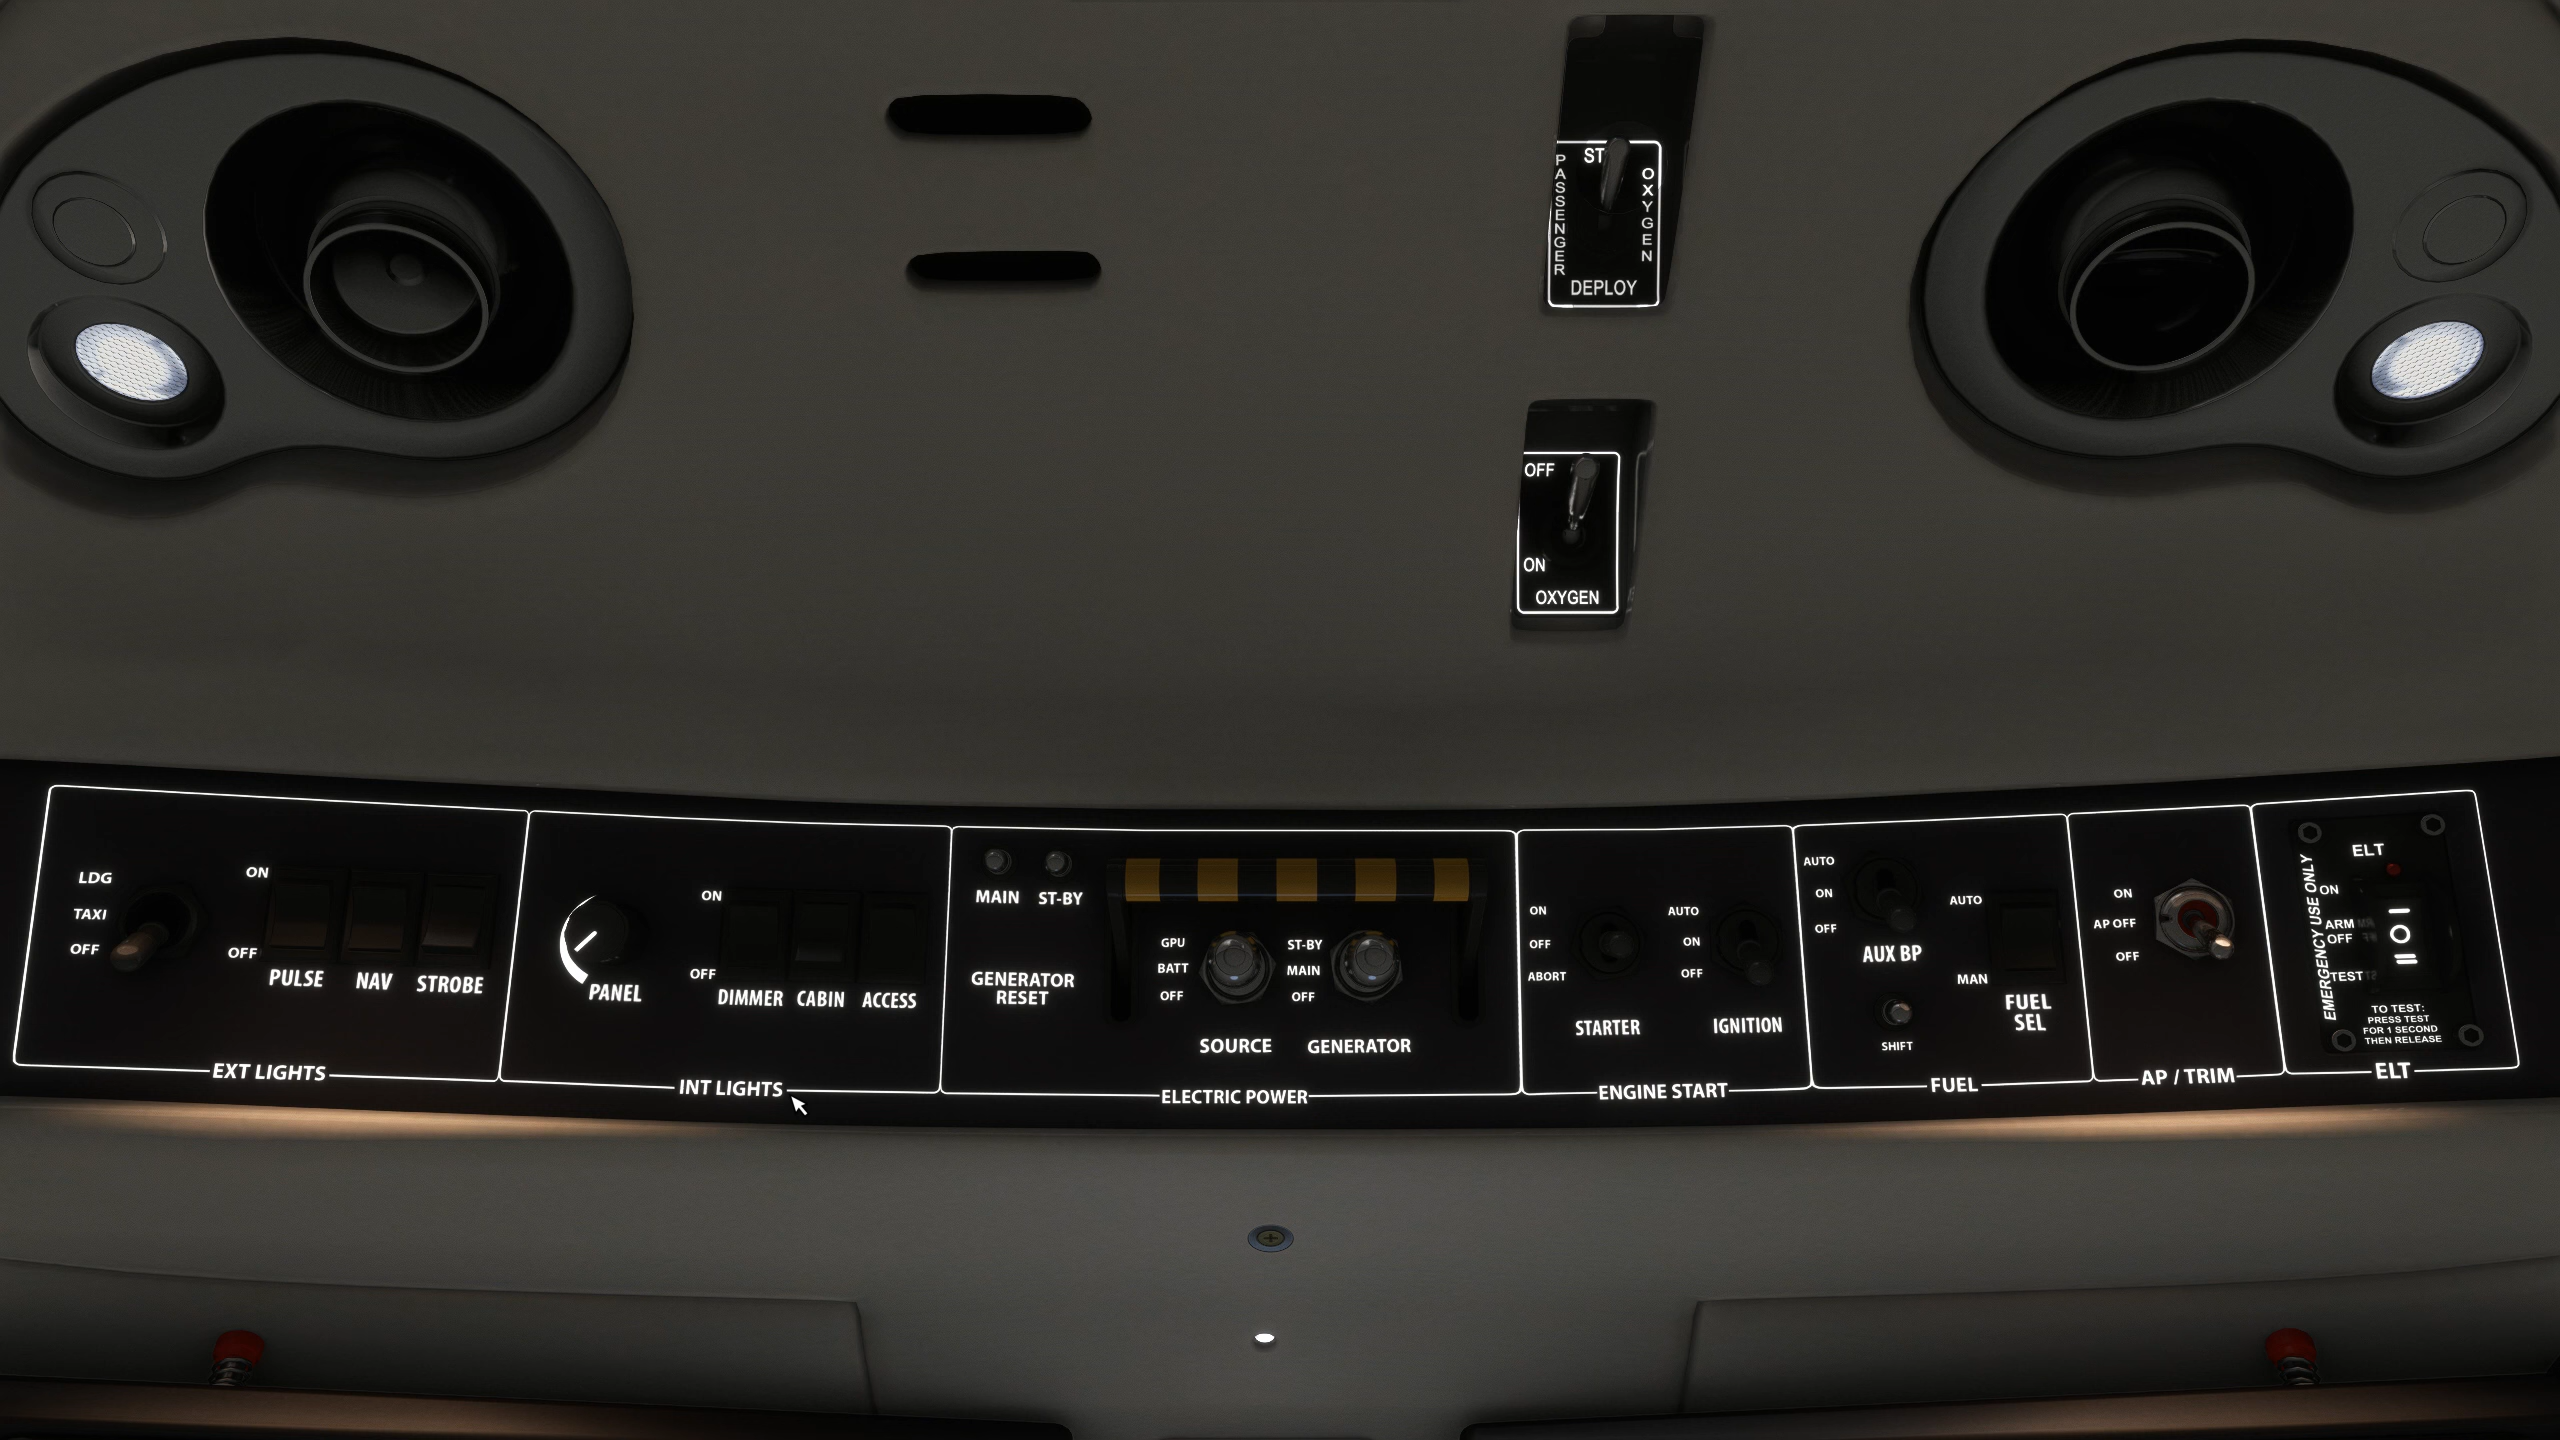 ST
PASSENGER
OXYGEN
DEPLOY
OFF
ON
OXYGEN
LDG
TAXI
OFF
ON
OFF
PULSE
NAV
STROBE
EXT LIGHTS
PANEL
ON
OFF
DIMMER
CABIN
ACCESS
INT LIGHTS
MAIN
ST-BY
GENERATOR
RESET
GPU
BATT
OFF
SOURCE
ST-BY
MAIN
OFF
GENERATOR
ELECTRIC POWER
ON
OFF
ABORT
STARTER
AUTO
ON
OFF
IGNITION
ENGINE START
AUTO
ON
OFF
AUX BP
SHIFT
AUTO
MAN
FUEL
SEL
FUEL
ON
AP OFF
OFF
AP / TRIM
EMERGENCY USE ONLY
ELT
ON
ARM
OFF
TEST
TO TEST:
PRESS TEST
FOR 1 SECOND
THEN RELEASE
ELT